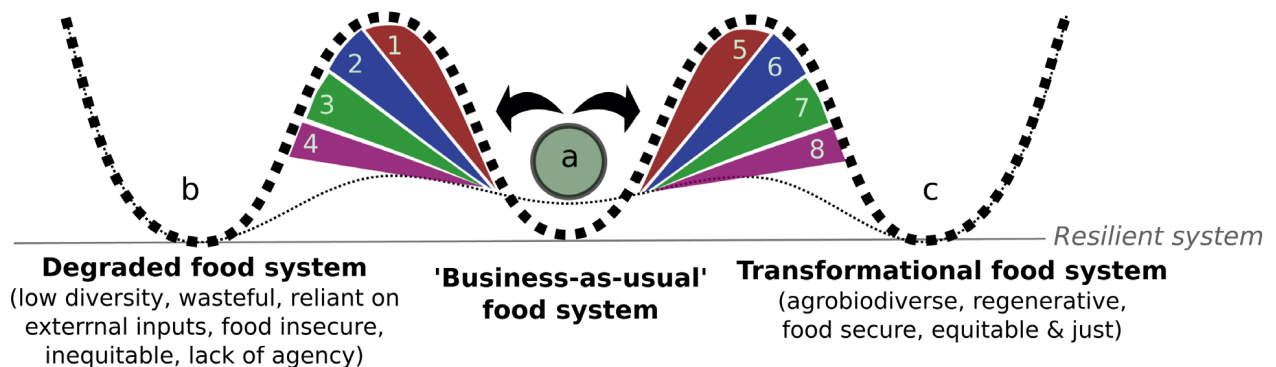 1
2
3
4
5
6
7
8
a
b
c
Resilient system
Degraded food system
(low diversity, wasteful, reliant on
exterrnal inputs, food insecure,
inequitable, lack of agency)
'Business-as-usual'
food system
Transformational food system
(agrobiodiverse, regenerative,
food secure, equitable & just)